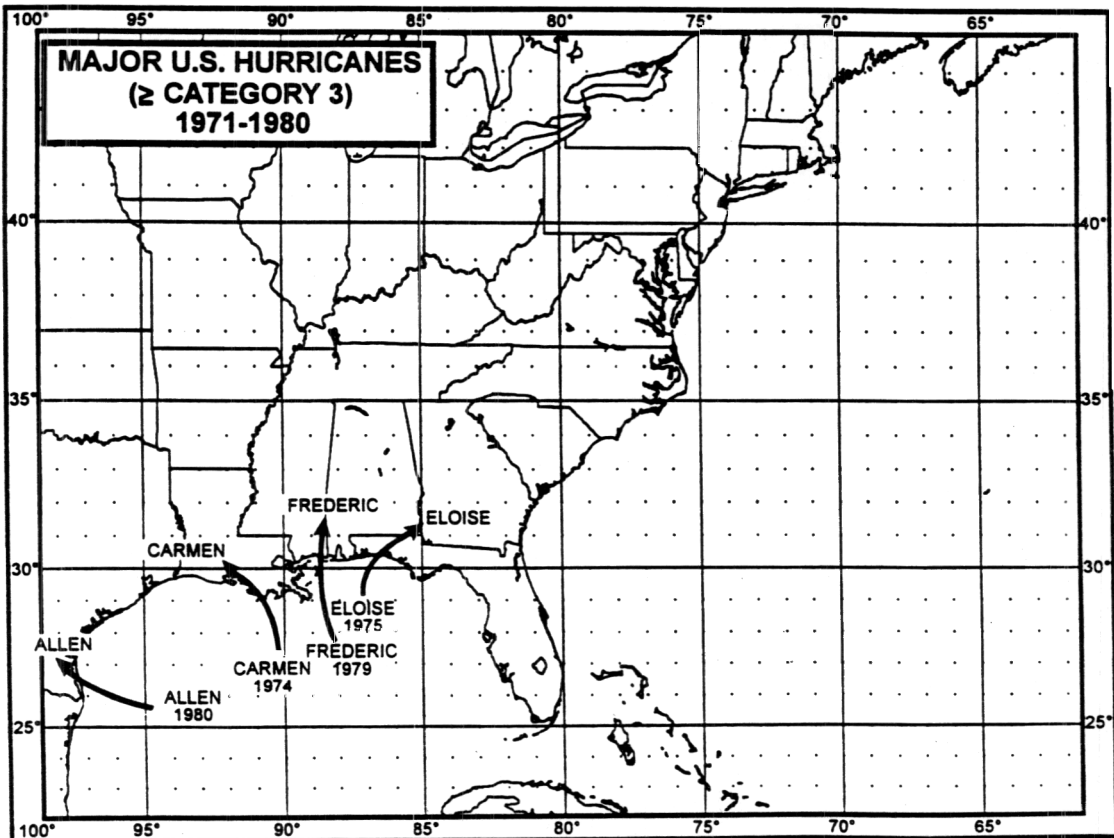 100° 95° 90° 85° 80° 75° 70° 65°
MAJOR U.S. HURRICANES
(≥ CATEGORY 3)
1971-1980
40° 40°
35° 35°
FREDERIC
ELOISE
CARMEN
30° 30°
ELOISE
1975
ALLEN
FREDERIC
1979
CARMEN
1974
ALLEN
1980
25° 25°
100° 95° 90° 85° 80° 75° 70° 65°